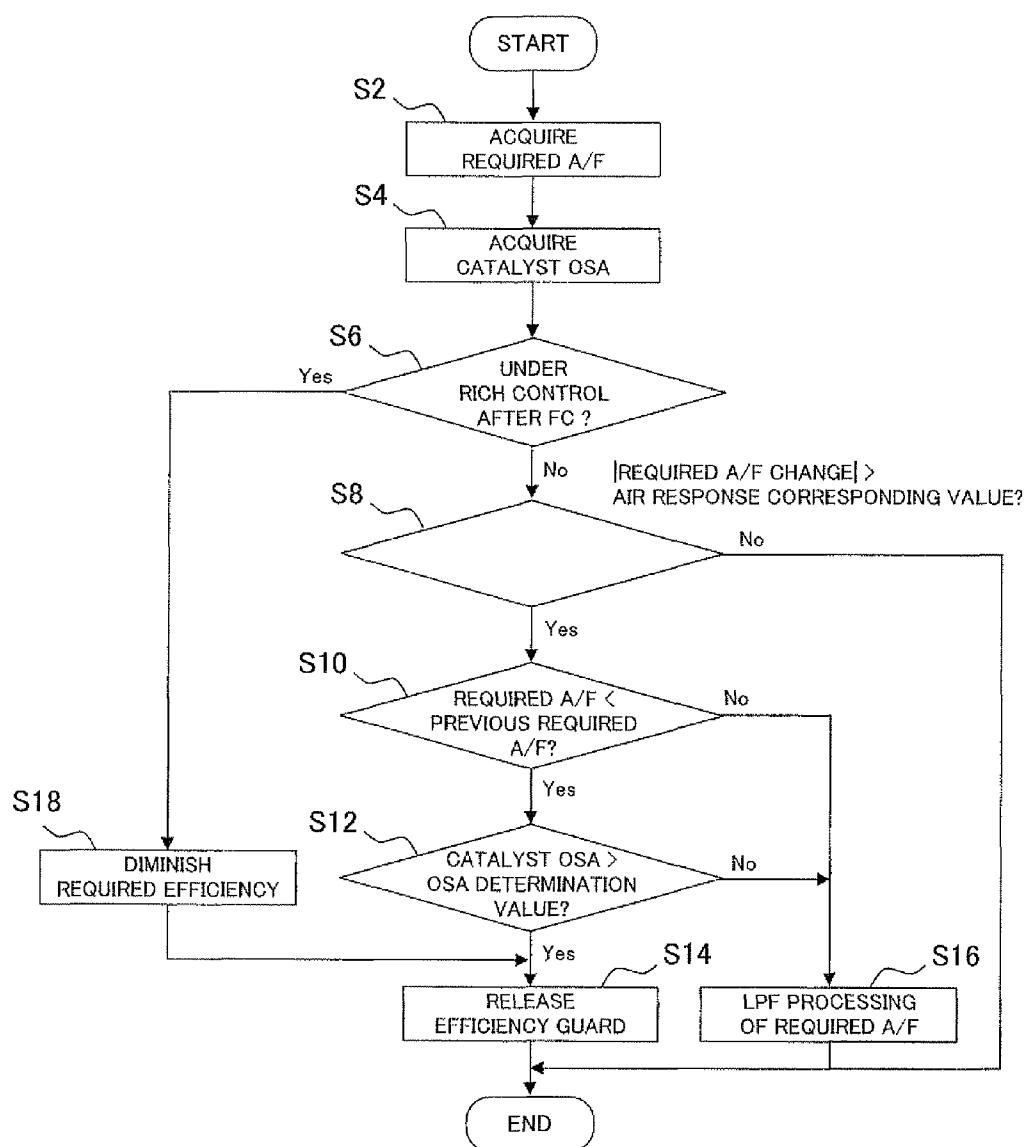 START
S2
ACQUIRE
REQUIRED A/F
S4
ACQUIRE
CATALYST OSA
S6
Yes
UNDER
RICH CONTROL
AFTER FC ?
No
|REQUIRED A/F CHANGE| >
AIR RESPONSE CORRESPONDING VALUE?
S8
No
Yes
S10
REQUIRED A/F <
PREVIOUS REQUIRED
A/F?
No
Yes
S12
CATALYST OSA >
OSA DETERMINATION
VALUE?
No
S18
DIMINISH
REQUIRED EFFICIENCY
Yes
S14
RELEASE
EFFICIENCY GUARD
S16
LPF PROCESSING
OF REQUIRED A/F
END